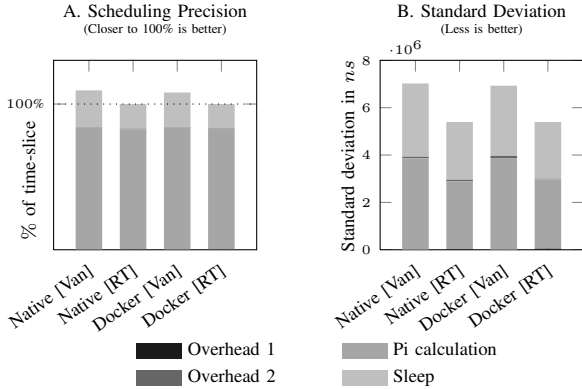 A. Scheduling Precision
(Closer to 100% is better)
100%
% of time-slice
Native [Van]
Native [RT]
Docker [Van]
Docker [RT]
B. Standard Deviation
(Less is better)
·10⁶
8
6
4
2
0
Standard deviation in ns
Native [Van]
Native [RT]
Docker [Van]
Docker [RT]
Overhead 1
Pi calculation
Overhead 2
Sleep